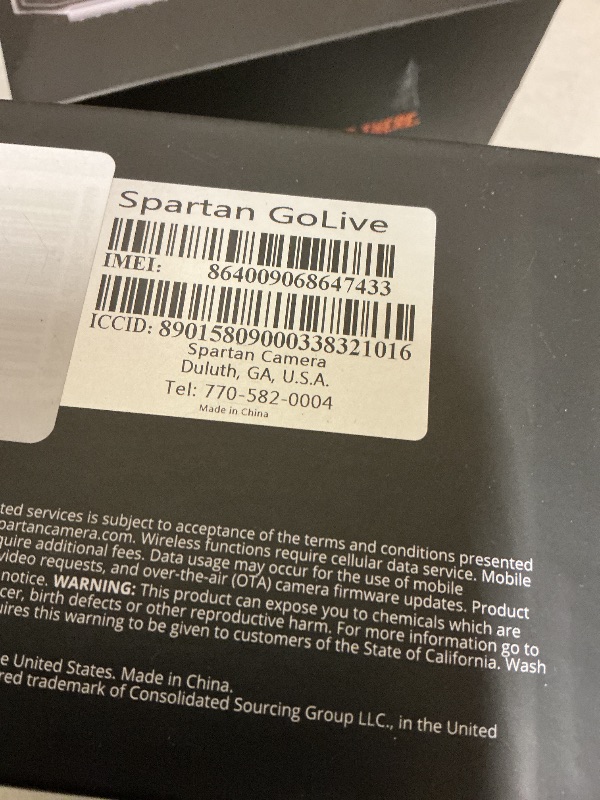 THERE.
Spartan GoLive
IMEI: 864009068647433
ICCID: 89015809000338321016
Spartan Camera
Duluth, GA, U.S.A.
Tel: 770-582-0004
Made in China
ted services is subject to acceptance of the terms and conditions presented
partancamera.com. Wireless functions require cellular data service. Mobile
quire additional fees. Data usage may occur for the use of mobile
video requests, and over-the-air (OTA) camera firmware updates. Product
notice. WARNING: This product can expose you to chemicals which are
cer, birth defects or other reproductive harm. For more information go to
uires this warning to be given to customers of the State of California. Wash
e United States. Made in China.
red trademark of Consolidated Sourcing Group LLC., in the United